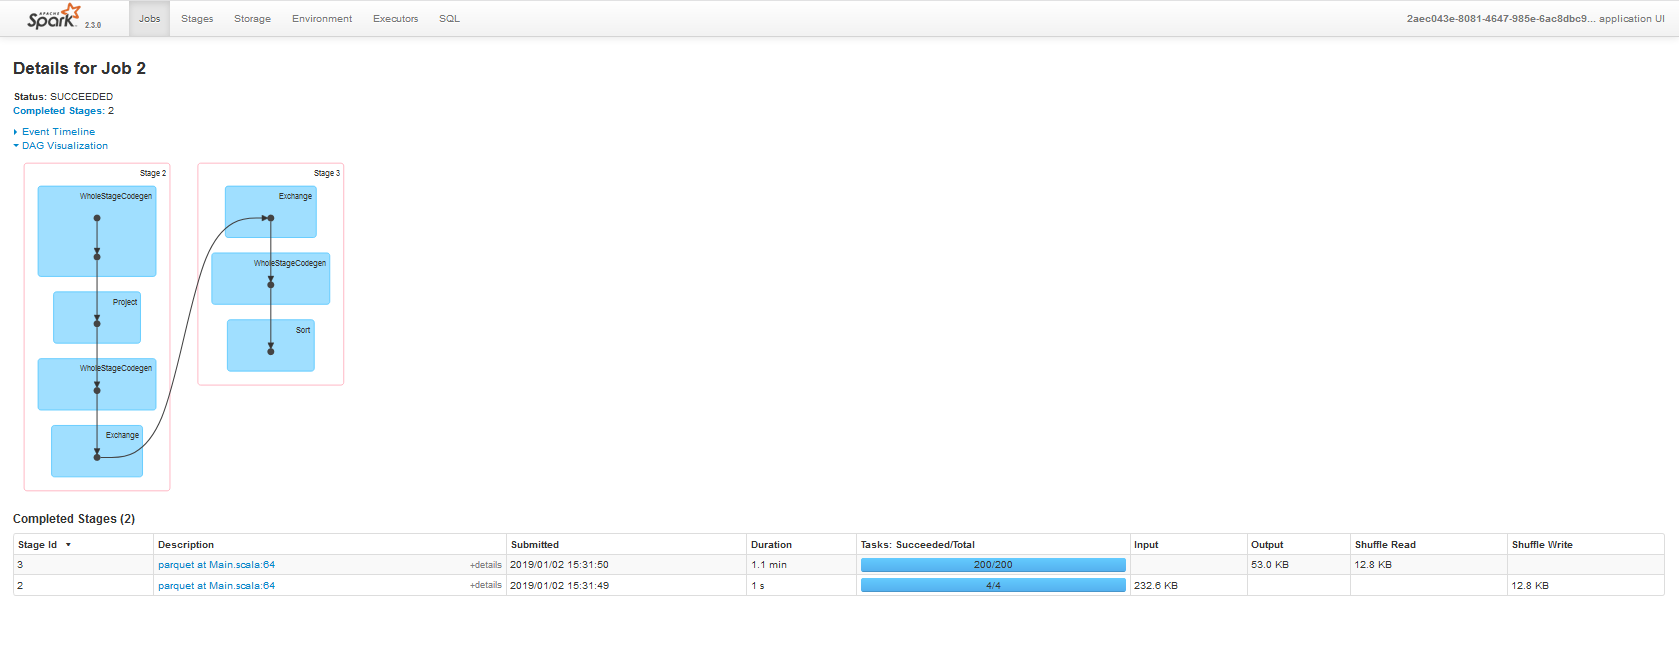 APACHE
Spark 2.3.0 Jobs Stages Storage Environment Executors SQL 2aec043e-8081-4647-985e-6ac8dbc9... application UI
Details for Job 2
Status: SUCCEEDED
Completed Stages: 2
Event Timeline
DAG Visualization
Stage 2
WholeStageCodegen
Project
WholeStageCodegen
Exchange
Stage 3
Exchange
WholeStageCodegen
Sort
Completed Stages (2)
Stage Id Description Submitted Duration Tasks: Succeeded/Total Input Output Shuffle Read Shuffle Write
3 parquet at Main.scala:64 +details 2019/01/02 15:31:50 1.1 min 200/200 53.0 KB 12.8 KB
2 parquet at Main.scala:64 +details 2019/01/02 15:31:49 1 s 4/4 232.6 KB 12.8 KB